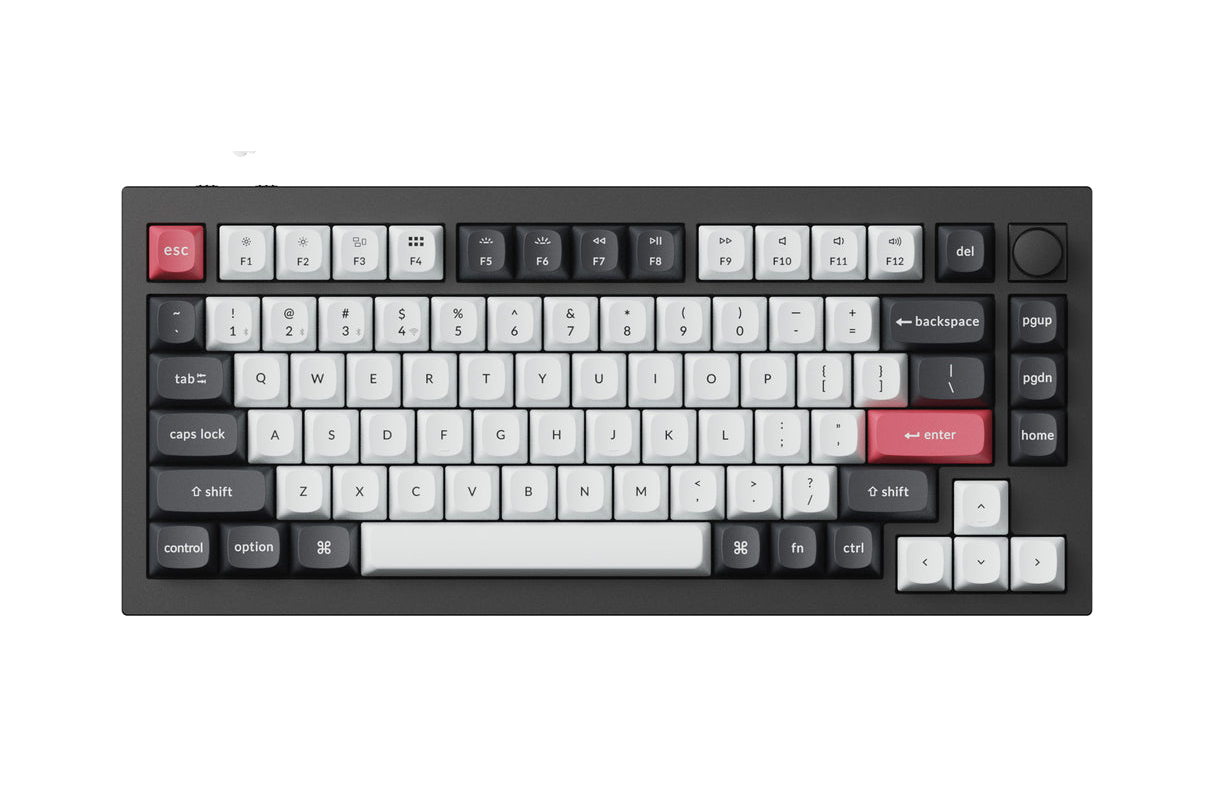 esc F1 F2 F3 F4 F5 F6 F7 F8 F9 F10 F11 F12 del
~ ! @ # $ % ^ & * ( ) — +
` 1 2 3 4 5 6 7 8 9 0 - = ← backspace pgup
tab Q W E R T Y U I O P { [ } ] | \ pgdn
caps lock A S D F G H J K L : ; " ' ↵ enter home
⇧ shift Z X C V B N M < , > . ? / ⇧ shift ^
control option ⌘ ⌘ fn ctrl < ⌄ >